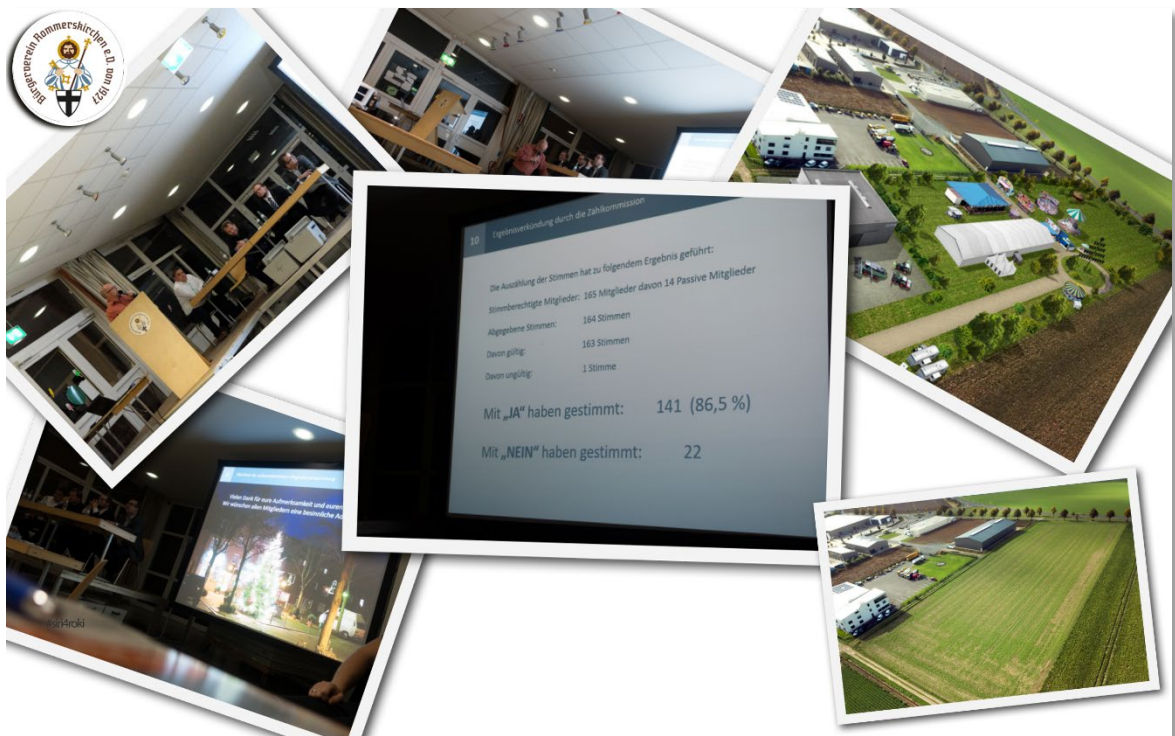 Bürgerverein Rommerskirchen e.V. von 1927
10 Ergebnisverkündung durch die Zählkommission
Die Auszählung der Stimmen hat zu folgendem Ergebnis geführt:
Stimmberechtigte Mitglieder: 165 Mitglieder davon 14 Passive Mitglieder
Abgegebene Stimmen: 164 Stimmen
Davon gültig: 163 Stimmen
Davon ungültig: 1 Stimme
Mit „JA“ haben gestimmt: 141 (86,5 %)
Mit „NEIN“ haben gestimmt: 22
Vielen Dank für eure Aufmerksamkeit und euren
Wir wünschen allen Mitgliedern eine besinnliche